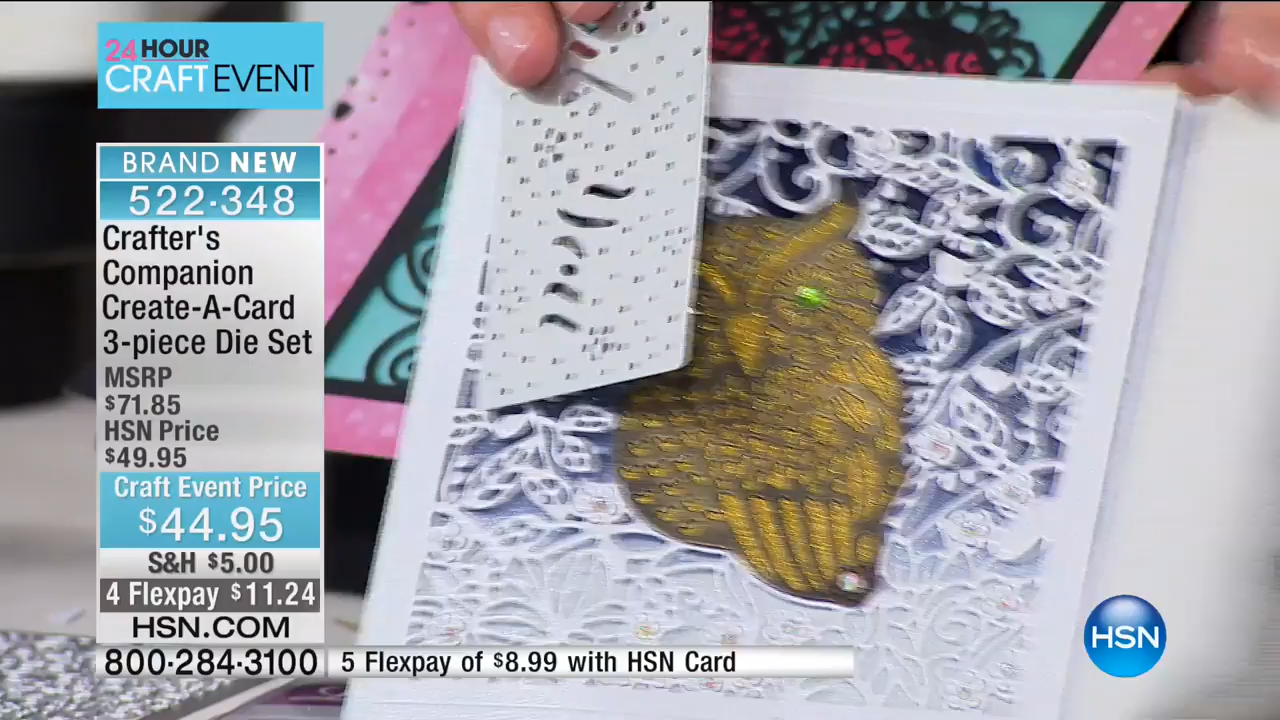 24 HOUR
CRAFT EVENT
BRAND NEW
522-348
Crafter's
Companion
Create-A-Card
3-piece Die Set
MSRP
$71.85
HSN Price
$49.95
Craft Event Price
$44.95
S&H $5.00
4 Flexpay $11.24
HSN.COM
800-284-3100
5 Flexpay of $8.99 with HSN Card
HSN